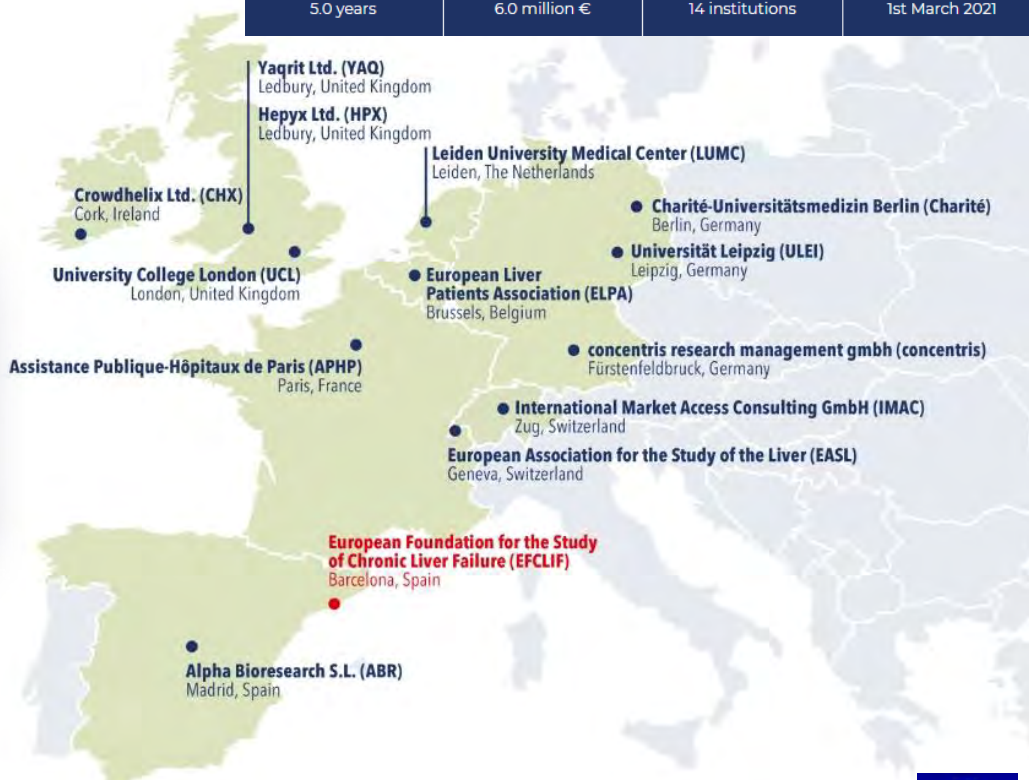 5.0 years
6.0 million €
14 institutions
1st March 2021
Yaqrit Ltd. (YAQ)
Ledbury, United Kingdom
Hepyx Ltd. (HPX)
Ledbury, United Kingdom
Leiden University Medical Center (LUMC)
Leiden, The Netherlands
Crowdhelix Ltd. (CHX)
Cork, Ireland
Charité-Universitätsmedizin Berlin (Charité)
Berlin, Germany
Universität Leipzig (ULEI)
Leipzig, Germany
University College London (UCL)
London, United Kingdom
European Liver
Patients Association (ELPA)
Brussels, Belgium
Assistance Publique-Hôpitaux de Paris (APHP)
Paris, France
concentris research management gmbh (concentris)
Fürstenfeldbruck, Germany
International Market Access Consulting GmbH (IMAC)
Zug, Switzerland
European Association for the Study of the Liver (EASL)
Geneva, Switzerland
European Foundation for the Study
of Chronic Liver Failure (EFCLIF)
Barcelona, Spain
Alpha Bioresearch S.L. (ABR)
Madrid, Spain